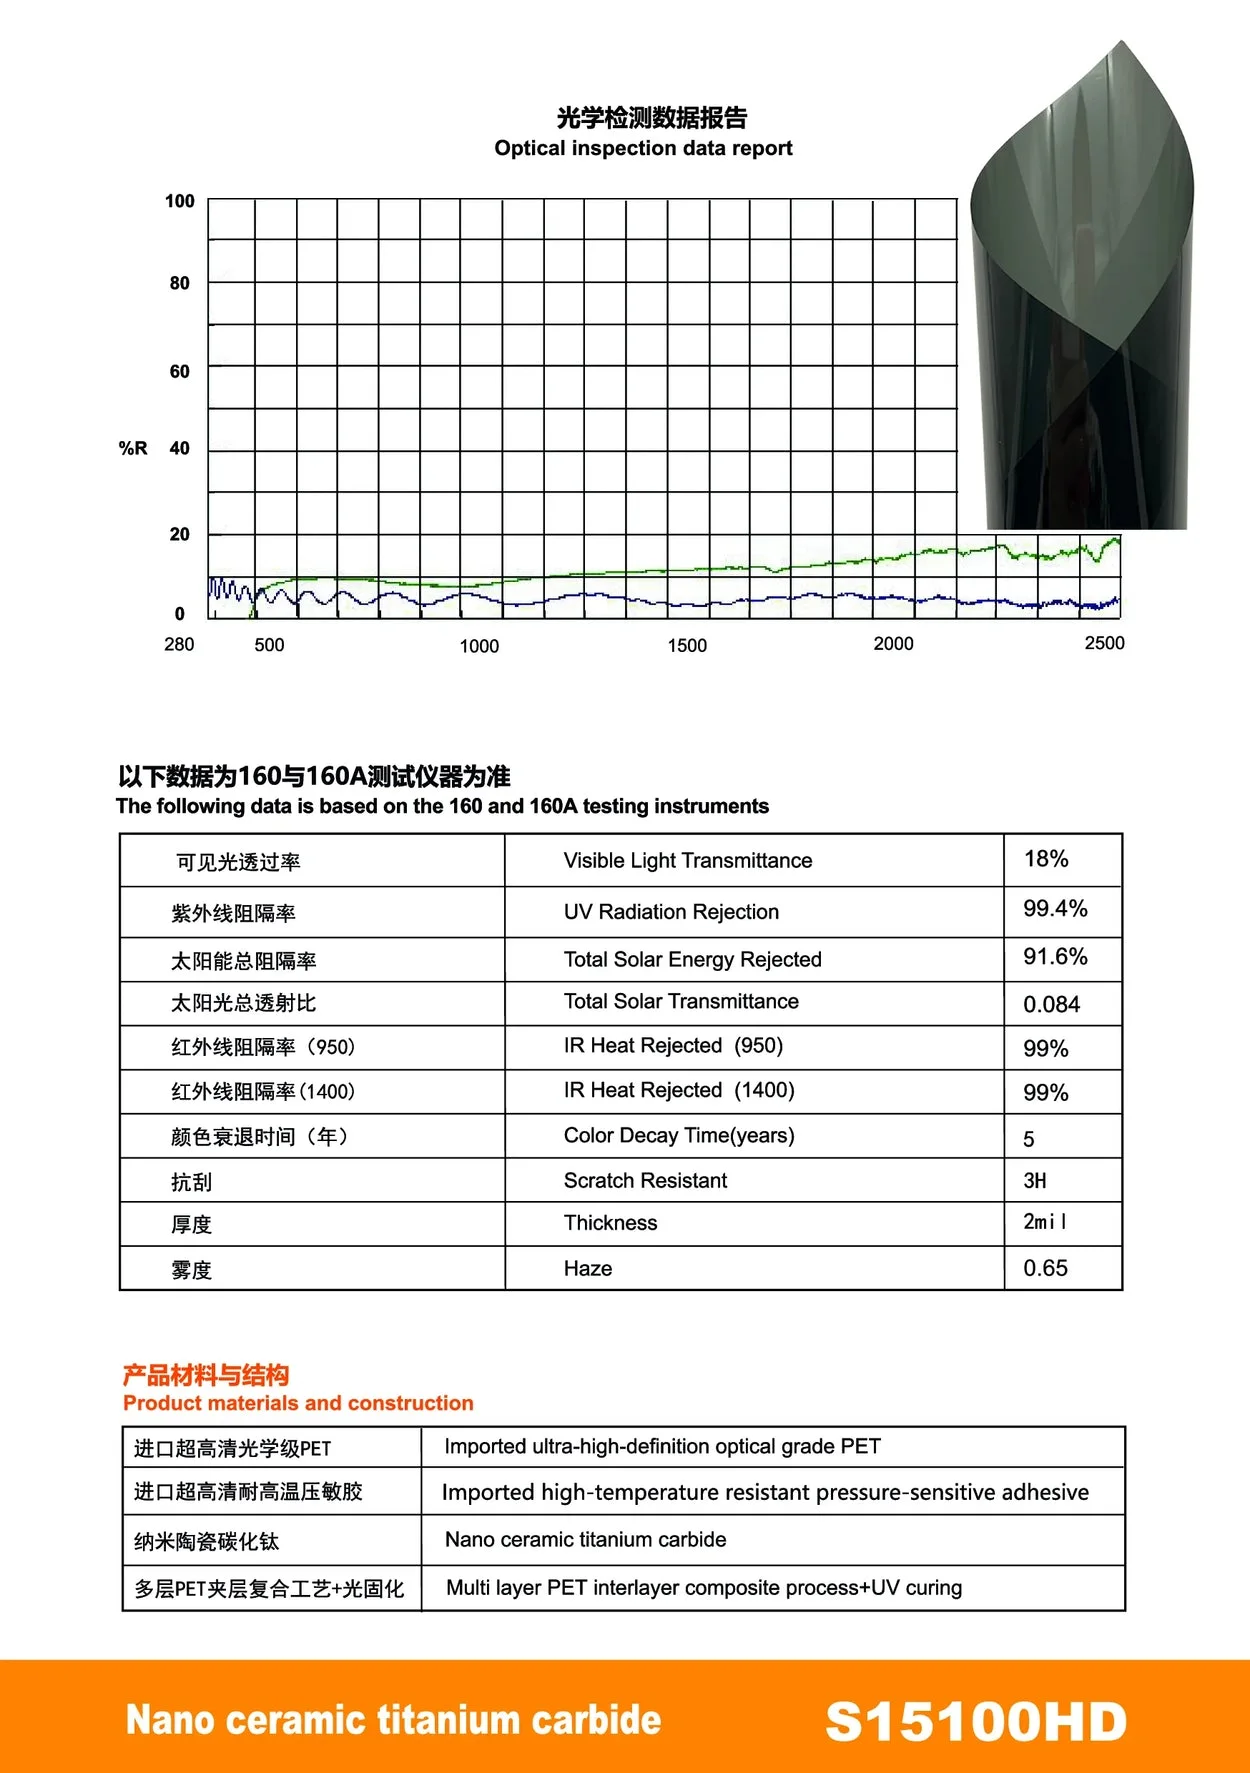 光学检测数据报告
Optical inspection data report
100
80
60
%R 40
20
0
280 500 1000 1500 2000 2500
以下数据为160与160A测试仪器为准
The following data is based on the 160 and 160A testing instruments
可见光透过率 Visible Light Transmittance 18%
紫外线阻隔率 UV Radiation Rejection 99.4%
太阳能总阻隔率 Total Solar Energy Rejected 91.6%
太阳光总透射比 Total Solar Transmittance 0.084
红外线阻隔率（950） IR Heat Rejected (950) 99%
红外线阻隔率(1400) IR Heat Rejected (1400) 99%
颜色衰退时间（年） Color Decay Time(years) 5
抗刮 Scratch Resistant 3H
厚度 Thickness 2mil
雾度 Haze 0.65
产品材料与结构
Product materials and construction
进口超高清光学级PET Imported ultra-high-definition optical grade PET
进口超高清耐高温压敏胶 Imported high-temperature resistant pressure-sensitive adhesive
纳米陶瓷碳化钛 Nano ceramic titanium carbide
多层PET夹层复合工艺+光固化 Multi layer PET interlayer composite process+UV curing
Nano ceramic titanium carbide S15100HD